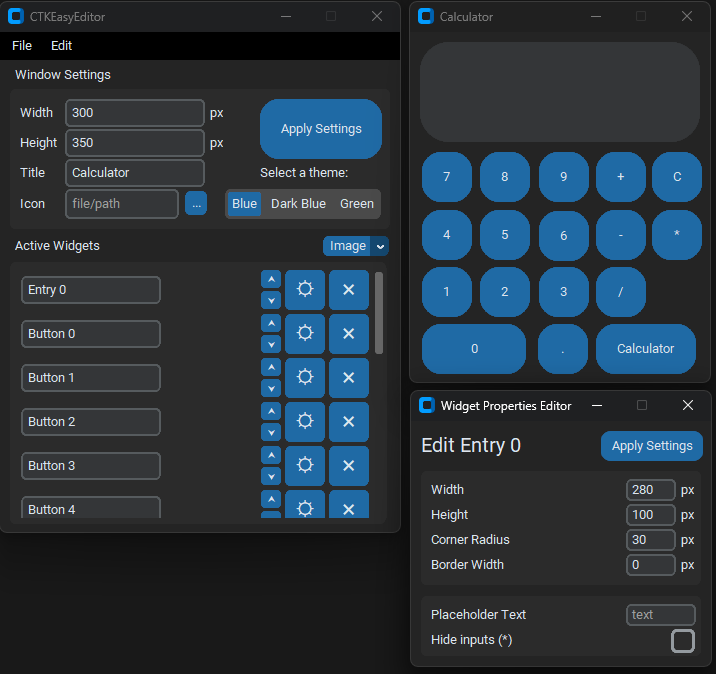 CTKEasyEditor
File Edit
Window Settings
Width 300 px
Height 350 px
Title Calculator
Icon file/path ...
Apply Settings
Select a theme:
Blue Dark Blue Green
Active Widgets Image
Entry 0
Button 0
Button 1
Button 2
Button 3
Button 4
Calculator
7 8 9 + C
4 5 6 - *
1 2 3 /
0 . Calculator
Widget Properties Editor
Edit Entry 0 Apply Settings
Width 280 px
Height 100 px
Corner Radius 30 px
Border Width 0 px
Placeholder Text text
Hide inputs (*)